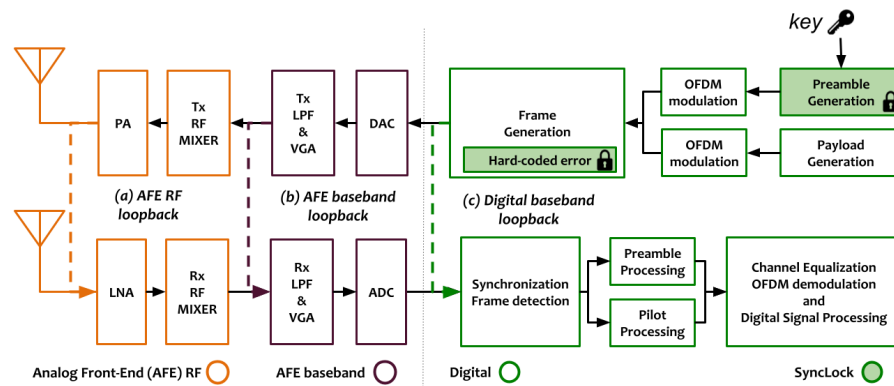 key
PA
Tx
RF
MIXER
Tx
LPF
&
VGA
DAC
Frame
Generation
Hard-coded error
OFDM
modulation
Preamble
Generation
OFDM
modulation
Payload
Generation
(a) AFE RF
loopback
(b) AFE baseband
loopback
(c) Digital baseband
loopback
LNA
Rx
RF
MIXER
Rx
LPF
&
VGA
ADC
Synchronization
Frame detection
Preamble
Processing
Pilot
Processing
Channel Equalization
OFDM demodulation
and
Digital Signal Processing
Analog Front-End (AFE) RF
AFE baseband
Digital
SyncLock